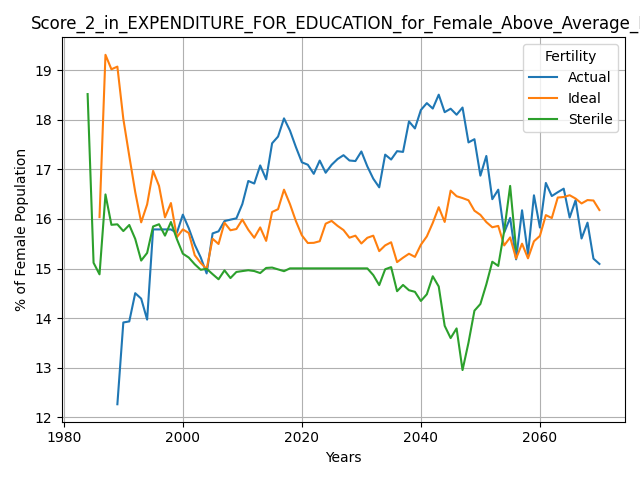 Score_2_in_EXPENDITURE_FOR_EDUCATION_for_Female_Above_Average_
Fertility
Actual
Ideal
Sterile
% of Female Population
19
18
17
16
15
14
13
12
1980
2000
2020
2040
2060
Years